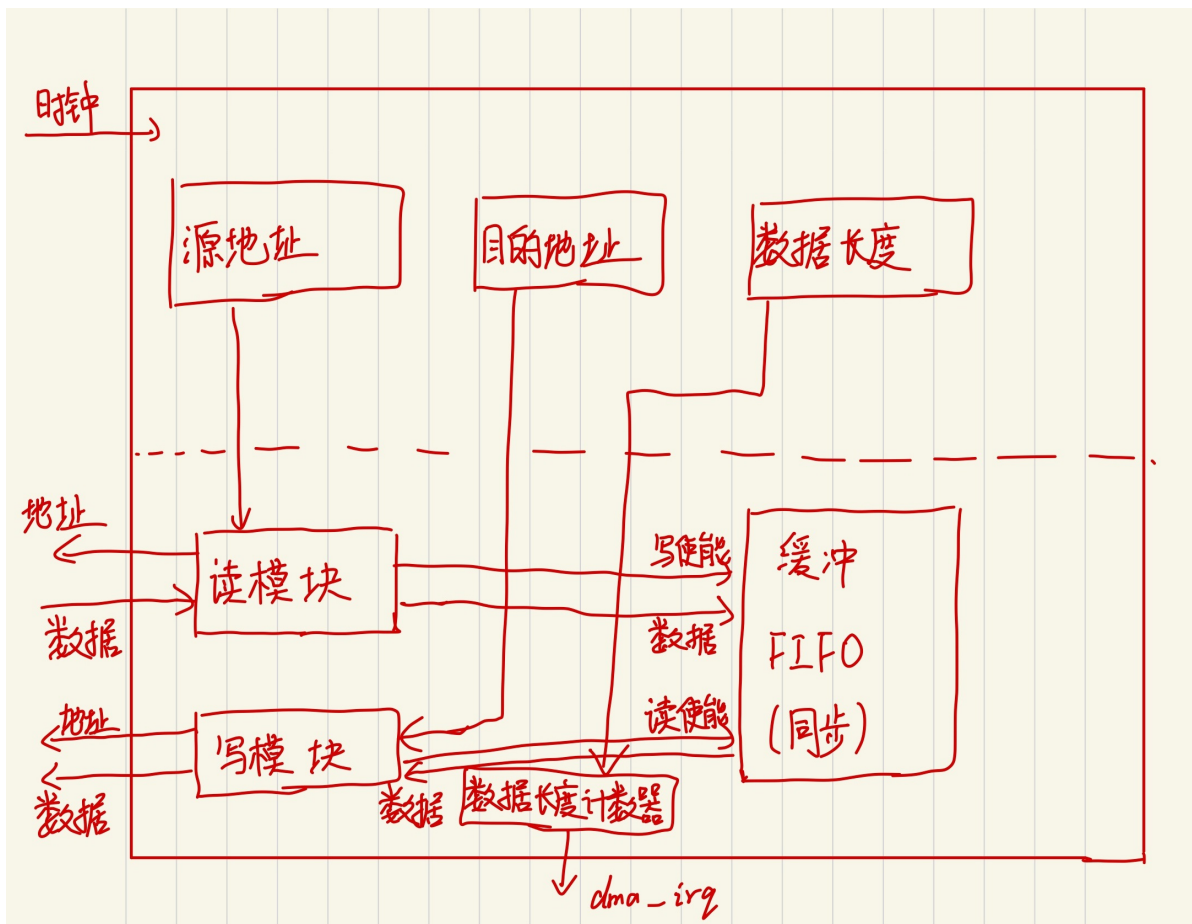 时钟
源地址
目的地址
数据长度
地址
读模块
写使能
缓冲
数据
数据
FIFO
地址
写模块
读使能
(同步)
数据
数据
数据长度计数器
dma_irq